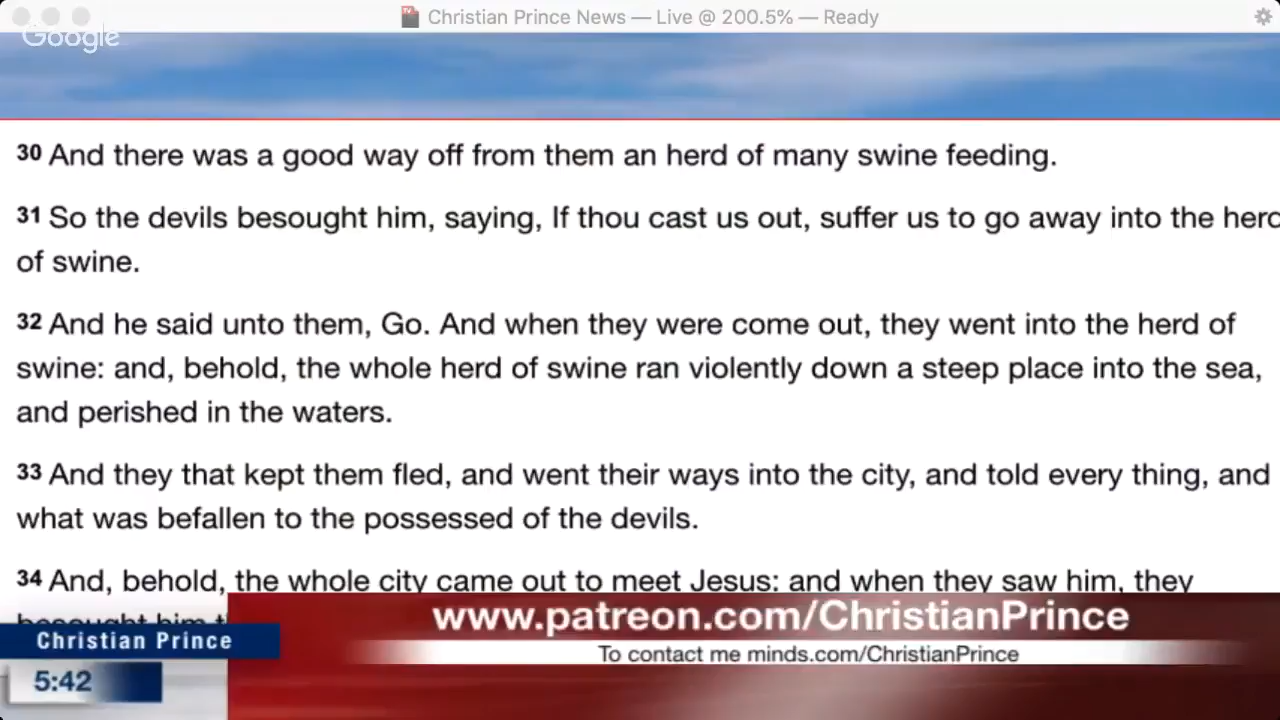 Christian Prince News — Live @ 200.5% — Ready
Google
30 And there was a good way off from them an herd of many swine feeding.
31 So the devils besought him, saying, If thou cast us out, suffer us to go away into the herd
of swine.
32 And he said unto them, Go. And when they were come out, they went into the herd of
swine: and, behold, the whole herd of swine ran violently down a steep place into the sea,
and perished in the waters.
33 And they that kept them fled, and went their ways into the city, and told every thing, and
what was befallen to the possessed of the devils.
34 And, behold, the whole city came out to meet Jesus: and when they saw him, they
besought him
www.patreon.com/ChristianPrince
Christian Prince
To contact me minds.com/ChristianPrince
5:42